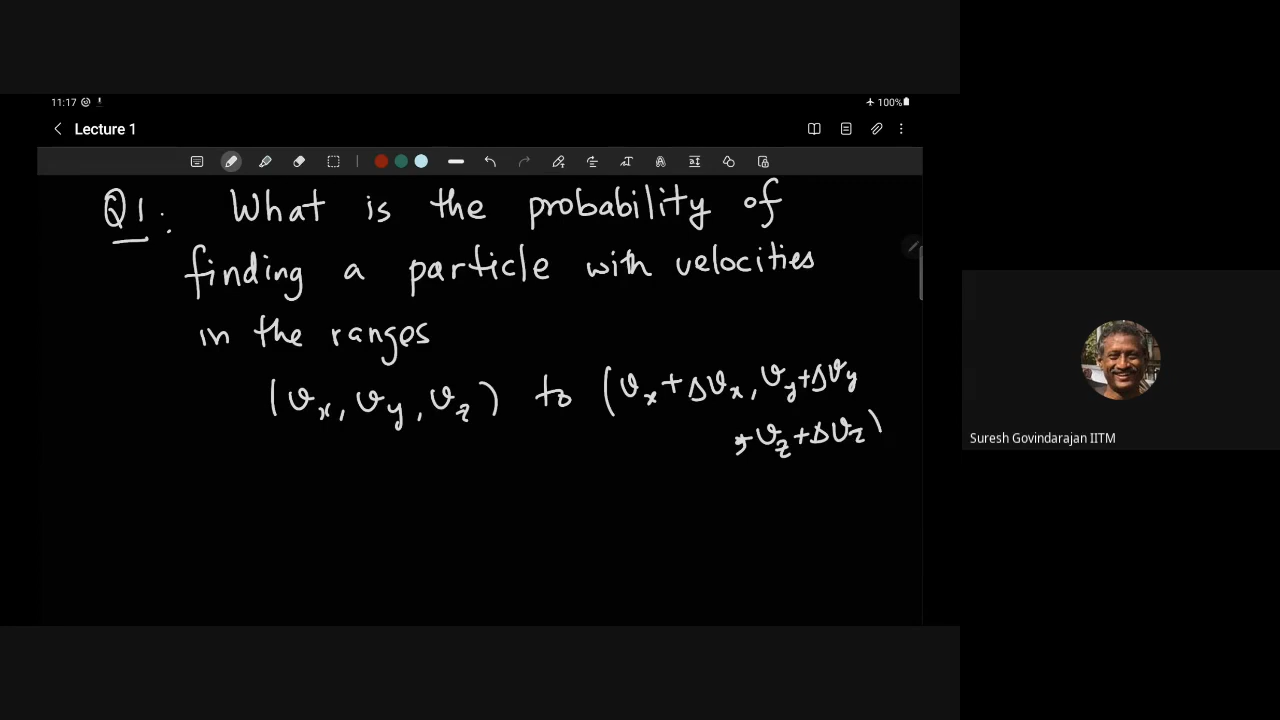 11:17
100%
Lecture 1
Q1: What is the probability of
finding a particle with velocities
in the ranges
(vx, vy, vz) to (vx+Δvx, vy+Δvy
, vz+Δvz)
Suresh Govindarajan IITM